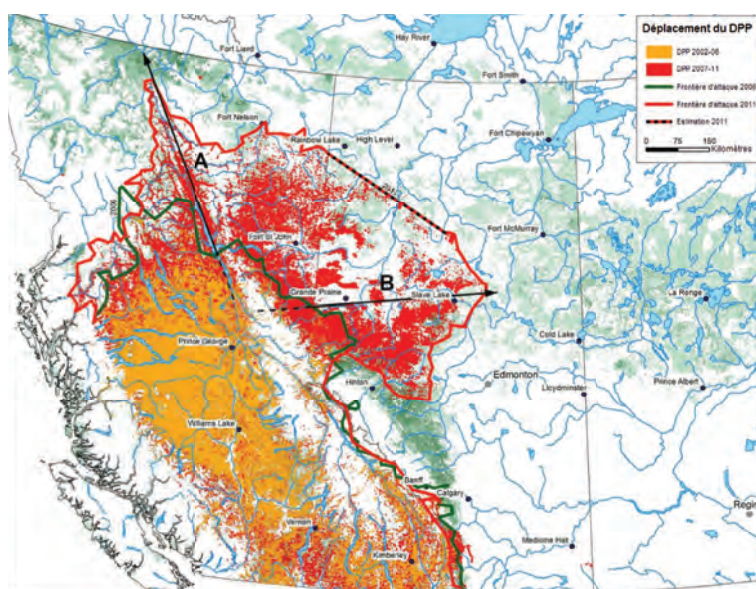 Déplacement du DPP
DPP 2002-06
DPP 2007-11
Frontière d'attaque 2006
Frontière d'attaque 2011
Estimation 2011
0 75 150
Kilomètres
Fort Liard
Hay River
Fort Smith
Fort Nelson
Rainbow Lake
High Level
Fort Chipewyan
A
2006
Fort St John
Fort McMurray
Grande Prairie
B
Slave Lake
La Ronge
Prince George
Cold Lake
Hinton
Edmonton
Lloydminster
Prince Albert
Williams Lake
Banff
Calgary
Regin
Vernon
Medicine Hat
Kimberley